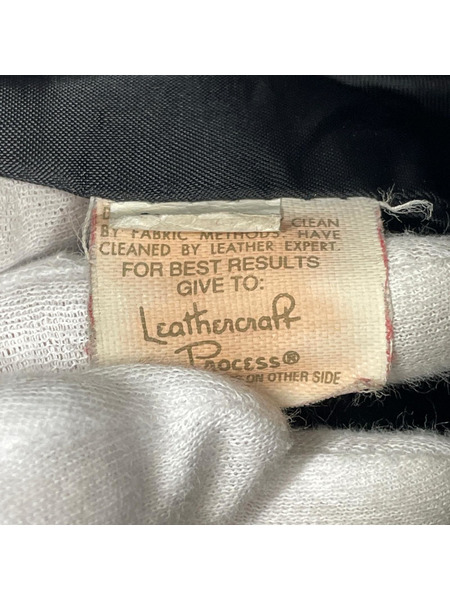 CLEAN
BY FABRIC METHODS. HAVE
CLEANED BY LEATHER EXPERT.
FOR BEST RESULTS
GIVE TO:
Leathercraft
Process®
ON OTHER SIDE